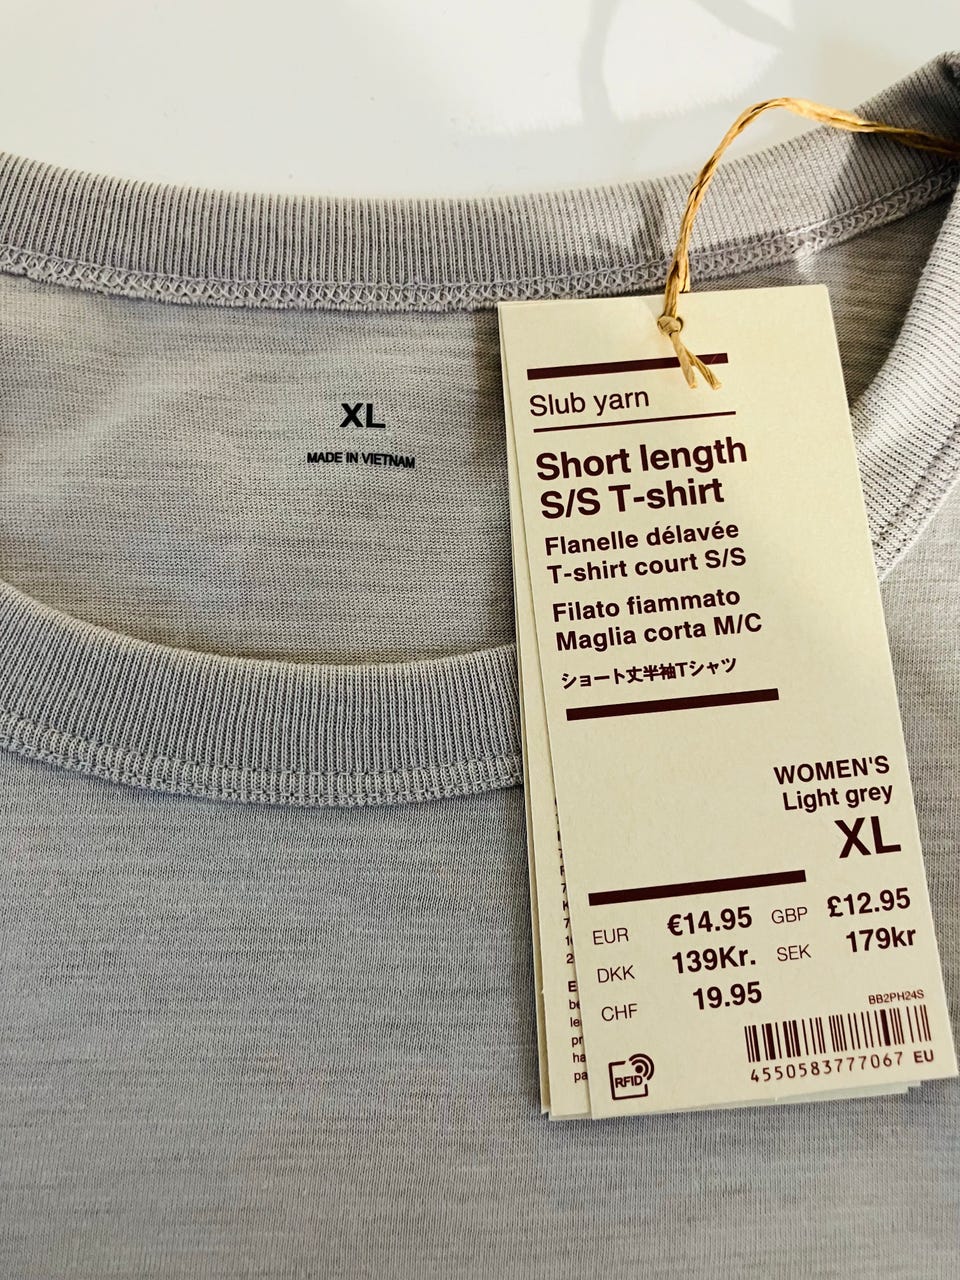 XL
MADE IN VIETNAM
Slub yarn
Short length
S/S T-shirt
Flanelle délavée
T-shirt court S/S
Filato fiammato
Maglia corta M/C
ショート丈半袖Tシャツ
WOMEN'S
Light grey
XL
EUR €14.95 GBP £12.95
DKK 139Kr. SEK 179kr
CHF 19.95
BB2PH24S
4550583777067 EU
RFID